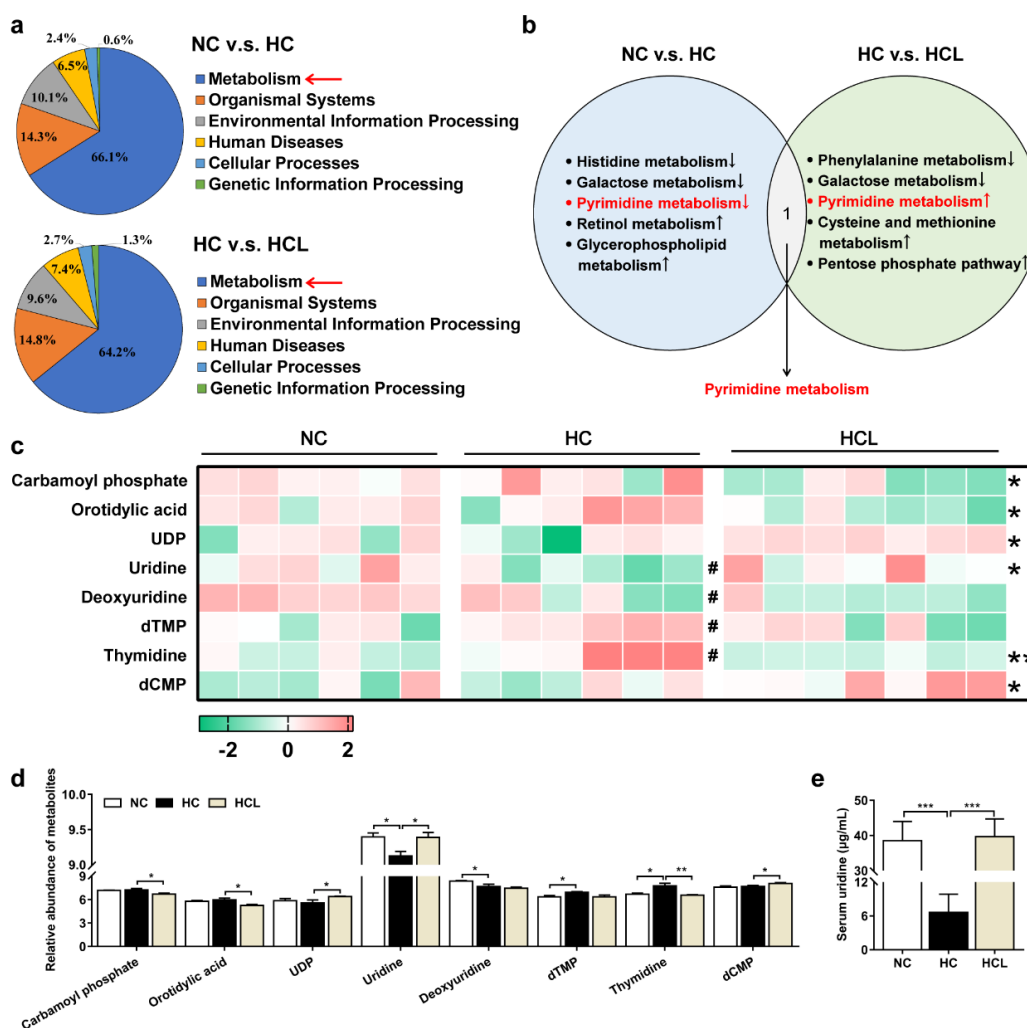 a
NC v.s. HC
2.4%
0.6%
6.5%
10.1%
14.3%
66.1%
Metabolism
Organismal Systems
Environmental Information Processing
Human Diseases
Cellular Processes
Genetic Information Processing
HC v.s. HCL
2.7%
1.3%
7.4%
9.6%
14.8%
64.2%
Metabolism
Organismal Systems
Environmental Information Processing
Human Diseases
Cellular Processes
Genetic Information Processing
b
NC v.s. HC
HC v.s. HCL
• Histidine metabolism↓
• Galactose metabolism↓
• Pyrimidine metabolism↓
• Retinol metabolism↑
• Glycerophospholipid
metabolism↑
1
• Phenylalanine metabolism↓
• Galactose metabolism↓
• Pyrimidine metabolism↑
• Cysteine and methionine
metabolism↑
• Pentose phosphate pathway↑
Pyrimidine metabolism
c
NC
HC
HCL
Carbamoyl phosphate
*
Orotidylic acid
*
UDP
*
Uridine
#
*
Deoxyuridine
#
dTMP
#
Thymidine
#
**
dCMP
*
-2
0
2
d
Relative abundance of metabolites
NC
HC
HCL
10.0
9.5
9.0
9
6
3
0
*
*
*
*
*
*
*
*
**
*
Carbamoyl phosphate
Orotidylic acid
UDP
Uridine
Deoxyuridine
dTMP
Thymidine
dCMP
e
Serum uridine (μg/mL)
50
40
30
12
6
0
***
***
NC
HC
HCL